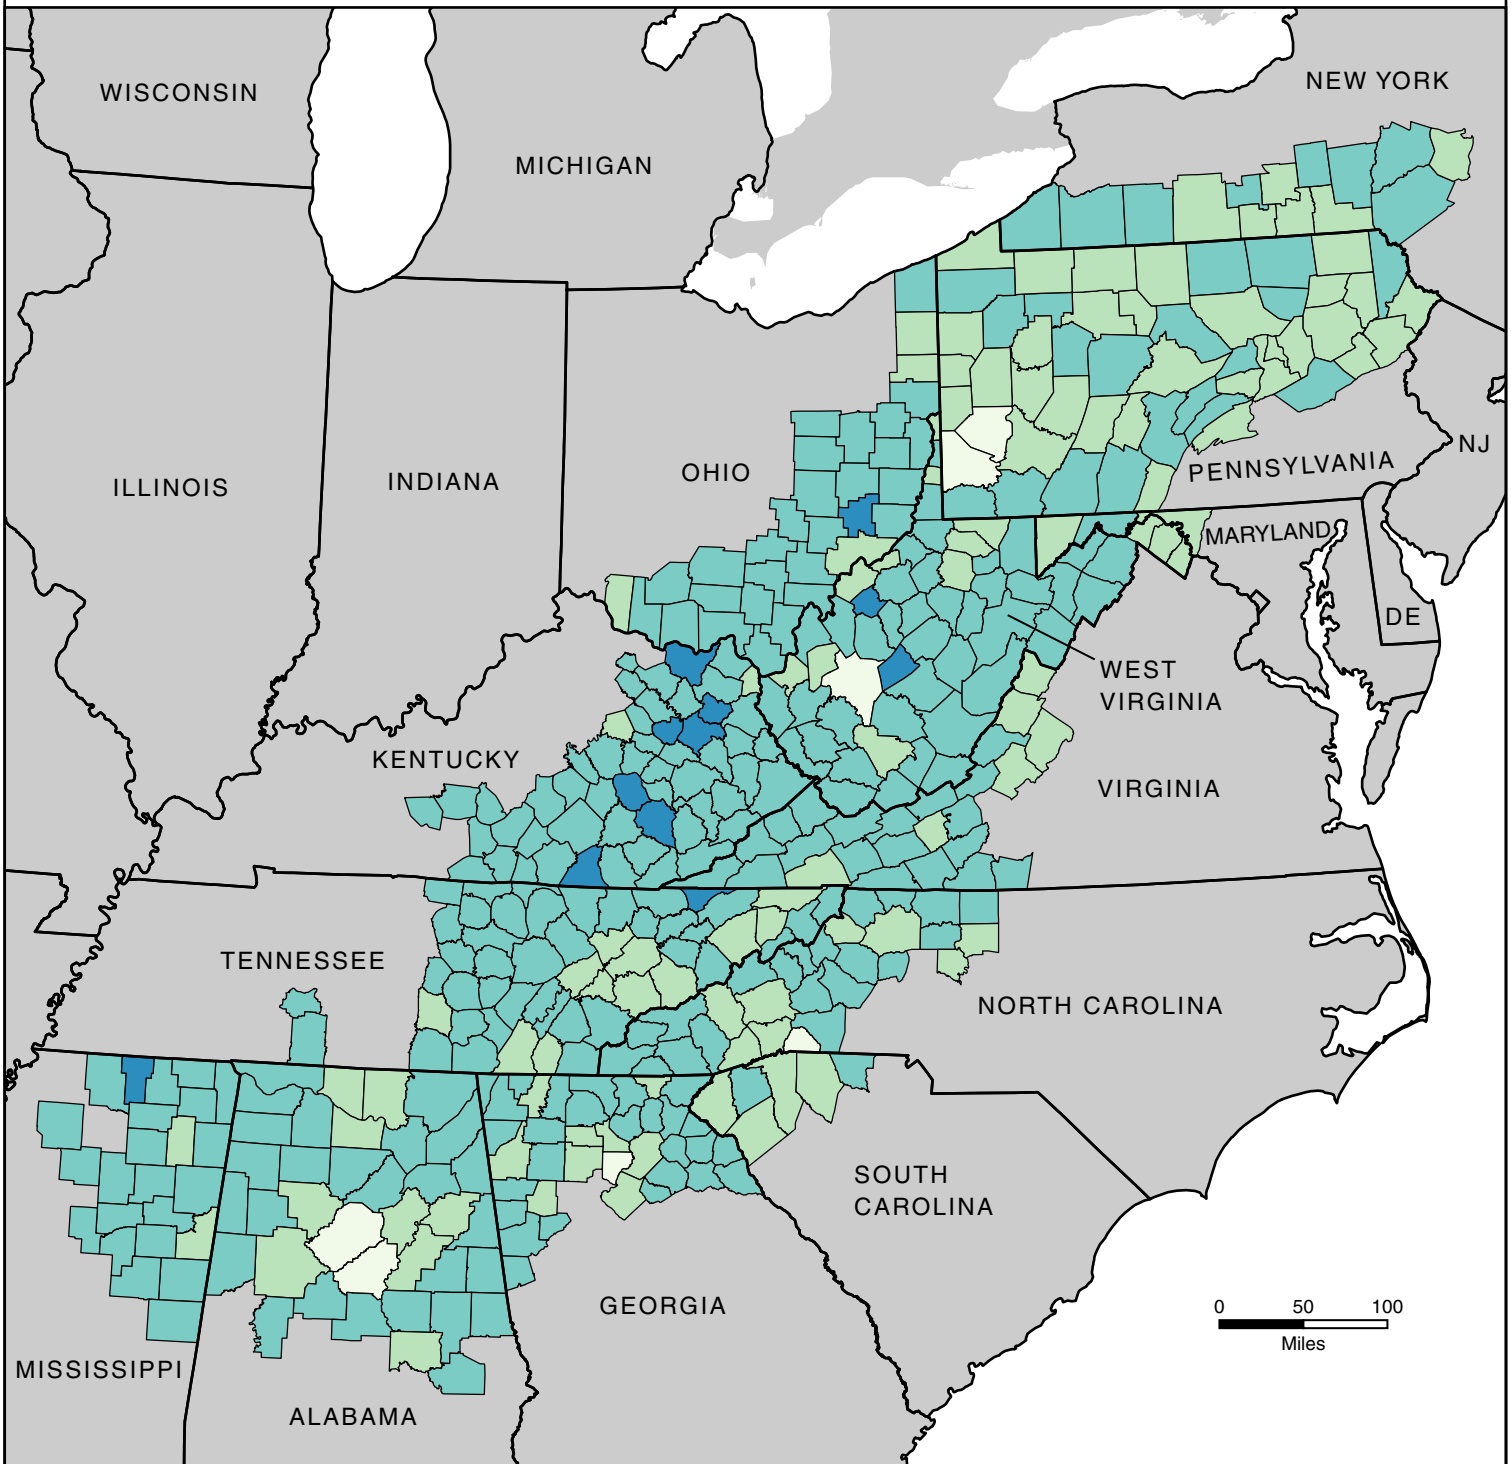 NEW YORK
WISCONSIN
MICHIGAN
NJ
PENNSYLVANIA
OHIO
INDIANA
ILLINOIS
MARYLAND
DE
WEST
VIRGINIA
KENTUCKY
VIRGINIA
TENNESSEE
NORTH CAROLINA
SOUTH
CAROLINA
GEORGIA
0 50 100
Miles
MISSISSIPPI
ALABAMA